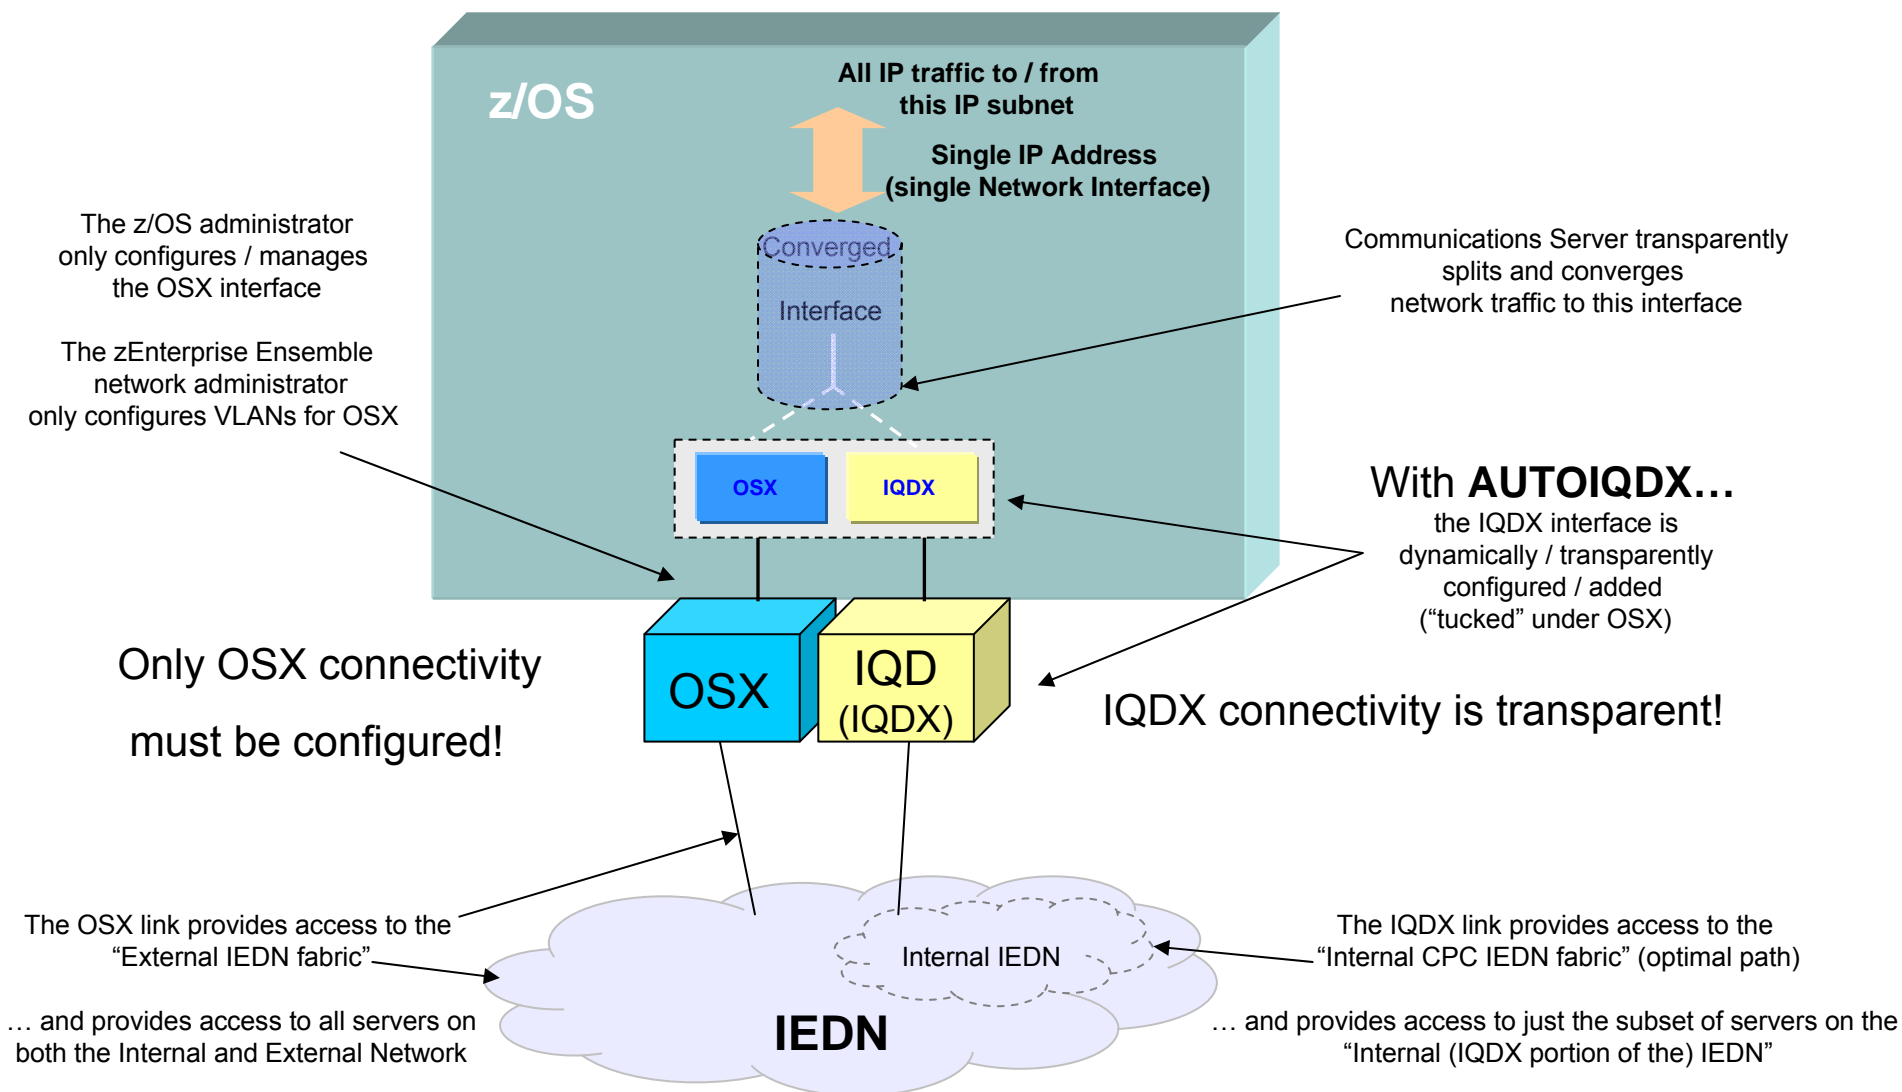 z/OS
All IP traffic to / from
this IP subnet
Single IP Address
(single Network Interface)
The z/OS administrator
only configures / manages
the OSX interface
The zEnterprise Ensemble
network administrator
only configures VLANs for OSX
Converged
Interface
Communications Server transparently
splits and converges
network traffic to this interface
OSX
IQDX
With AUTOIQDX…
the IQDX interface is
dynamically / transparently
configured / added
(“tucked” under OSX)
Only OSX connectivity
must be configured!
OSX
IQD
(IQDX)
IQDX connectivity is transparent!
The OSX link provides access to the
“External IEDN fabric”
… and provides access to all servers on
both the Internal and External Network
Internal IEDN
IEDN
The IQDX link provides access to the
“Internal CPC IEDN fabric” (optimal path)
… and provides access to just the subset of servers on the
“Internal (IQDX portion of the) IEDN”